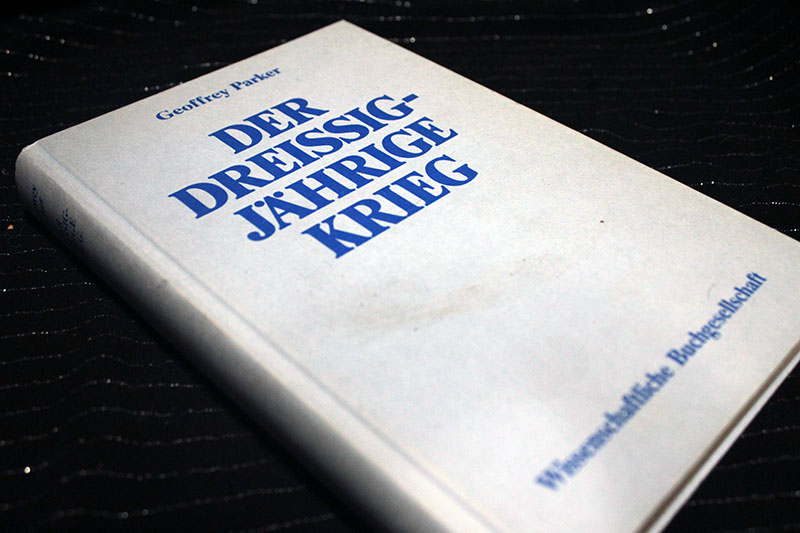 Geoffrey Parker
DER
DREISSIG-
JÄHRIGE
KRIEG
Wissenschaftliche Buchgesellschaft